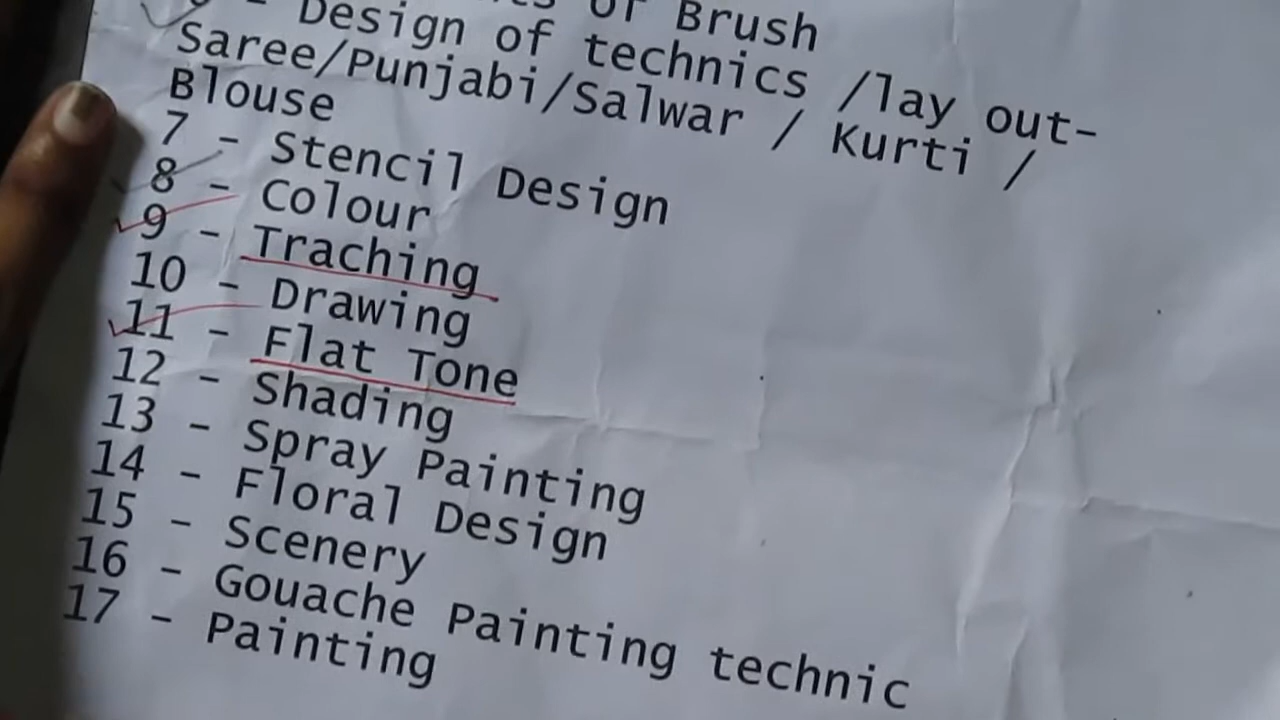 of Brush
- Design of technics /lay out-
Saree/Punjabi/Salwar / Kurti /
Blouse
7 - Stencil Design
8 - Colour
9 - Traching
10 - Drawing
11 - Flat Tone
12 - Shading
13 - Spray Painting
14 - Floral Design
15 - Scenery
16 - Gouache Painting technic
17 - Painting